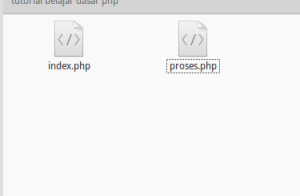 tutorial belajar dasar php
index.php
proses.php